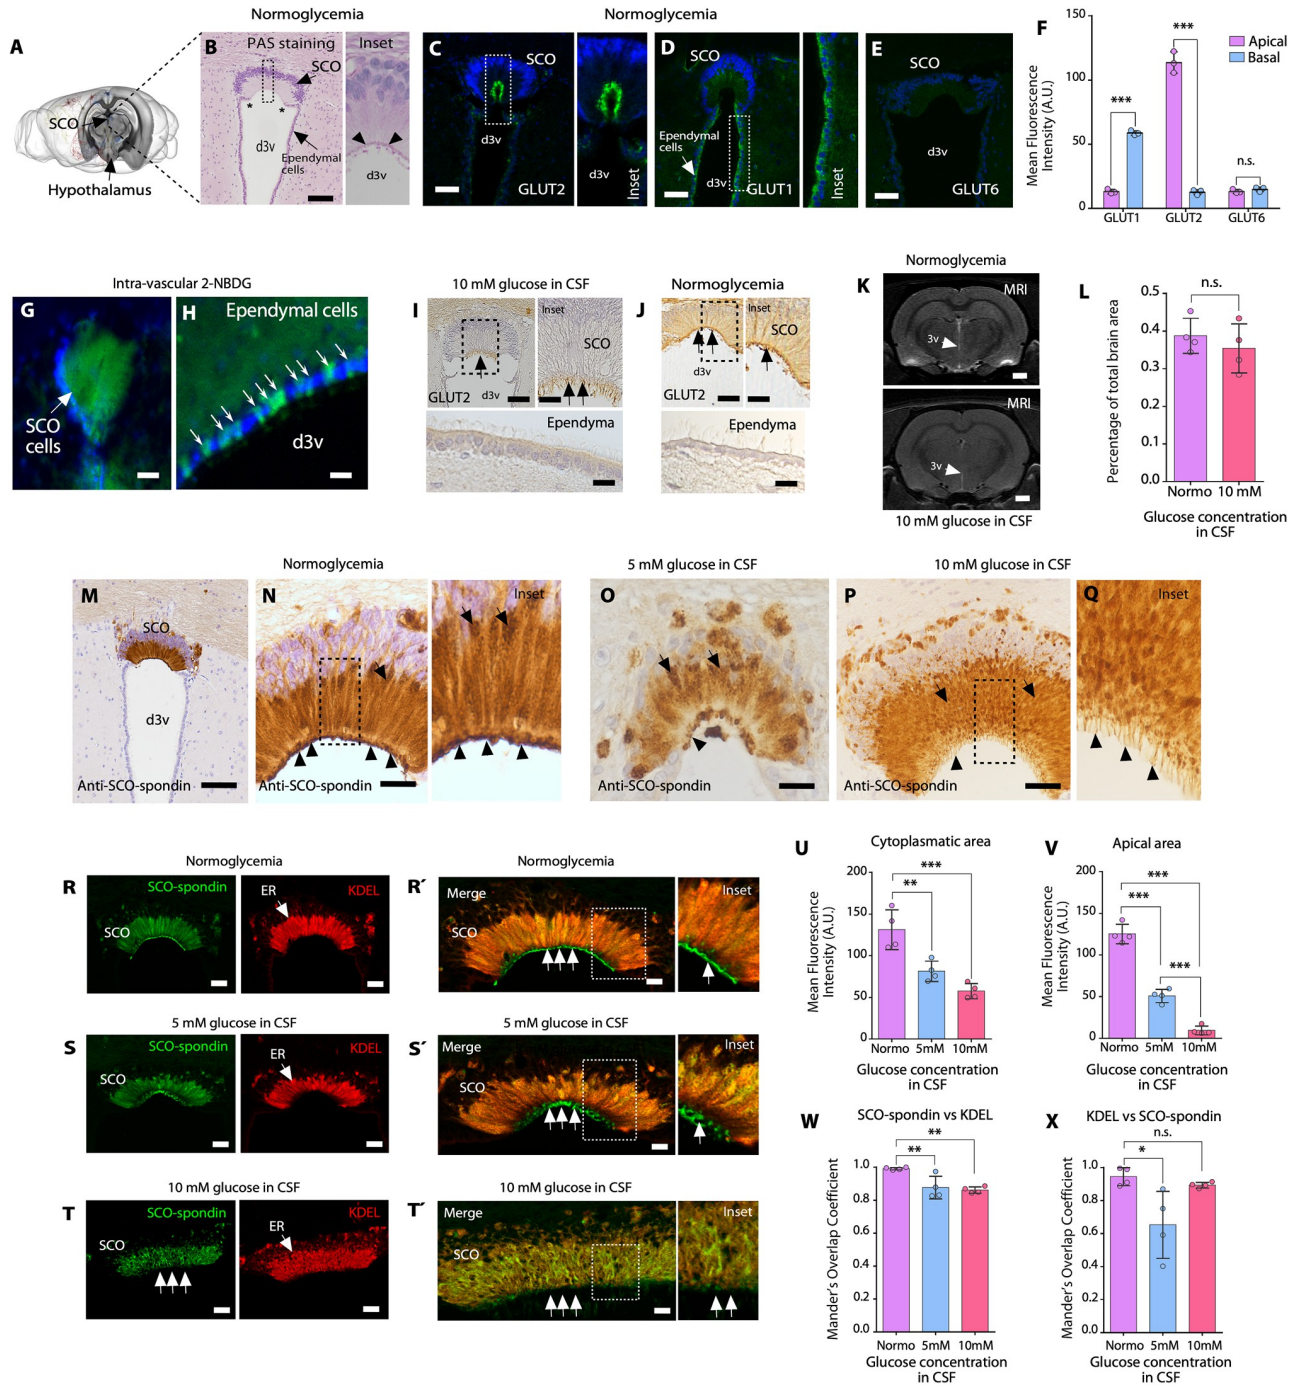 Normoglycemia
Normoglycemia
A
SCO
Hypothalamus
B
PAS staining
SCO
*
*
d3v
Ependymal
cells
Inset
d3v
C
SCO
d3v
GLUT2
d3v
Inset
D
SCO
Ependymal
cells
d3v
GLUT1
Inset
E
SCO
d3v
GLUT6
F
Mean Fluorescence
Intensity (A.U.)
150
100
50
0
***
***
n.s.
Apical
Basal
GLUT1
GLUT2
GLUT6
Intra-vascular 2-NBDG
G
SCO
cells
H
Ependymal cells
d3v
10 mM glucose in CSF
I
GLUT2
d3v
Inset
SCO
Ependyma
Normoglycemia
J
d3v
GLUT2
Inset
SCO
Ependyma
Normoglycemia
K
MRI
3v
MRI
3v
10 mM glucose in CSF
L
Percentage of total brain area
0.5
0.4
0.3
0.2
0.1
0.0
n.s.
Normo
10 mM
Glucose concentration
in CSF
Normoglycemia
M
SCO
d3v
Anti-SCO-spondin
N
Anti-SCO-spondin
Inset
5 mM glucose in CSF
O
Anti-SCO-spondin
10 mM glucose in CSF
P
Anti-SCO-spondin
Q
Inset
Normoglycemia
R
SCO-spondin
SCO
ER
KDEL
Normoglycemia
R´
Merge
SCO
Inset
5 mM glucose in CSF
S
SCO-spondin
SCO
ER
KDEL
5 mM glucose in CSF
S´
Merge
SCO
Inset
10 mM glucose in CSF
T
SCO-spondin
SCO
ER
KDEL
10 mM glucose in CSF
T´
Merge
SCO
Inset
U
Cytoplasmatic area
Mean Fluorescence
Intensity (A.U.)
200
150
100
50
0
***
**
Normo
5mM
10mM
Glucose concentration
in CSF
V
Apical area
Mean Fluorescence
Intensity (A.U.)
200
150
100
50
0
***
***
***
Normo
5mM
10mM
Glucose concentration
in CSF
W
SCO-spondin vs KDEL
Mander's Overlap Coefficient
1.0
0.8
0.6
0.4
0.2
0.0
**
**
Normo
5mM
10mM
Glucose concentration
in CSF
X
KDEL vs SCO-spondin
Mander's Overlap Coefficient
1.0
0.8
0.6
0.4
0.2
0.0
n.s.
*
Normo
5mM
10mM
Glucose concentration
in CSF